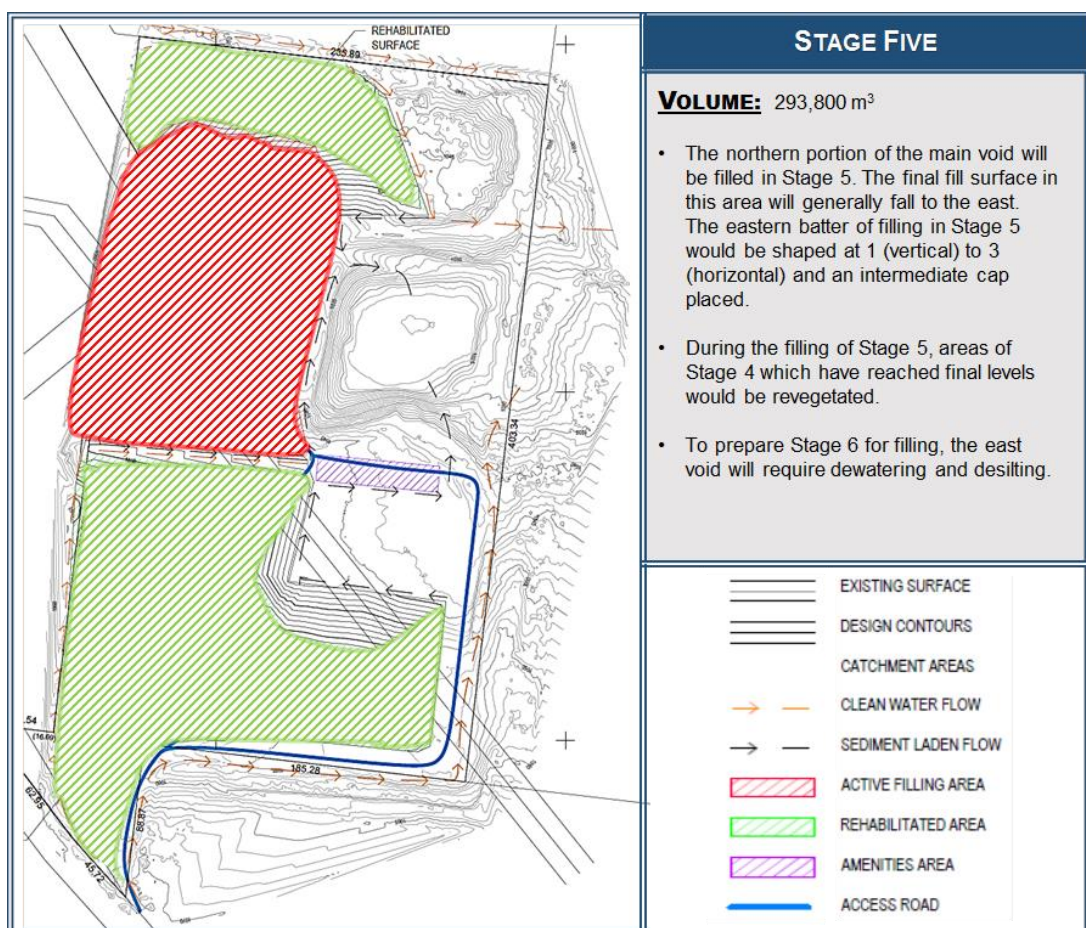 REHABILITATED
SURFACE
235.89
403.34
185.28
.54
(16.60)
62.95
88.87
45.72
STAGE FIVE
VOLUME: 293,800 m³
• The northern portion of the main void will
be filled in Stage 5. The final fill surface in
this area will generally fall to the east.
The eastern batter of filling in Stage 5
would be shaped at 1 (vertical) to 3
(horizontal) and an intermediate cap
placed.
• During the filling of Stage 5, areas of
Stage 4 which have reached final levels
would be revegetated.
• To prepare Stage 6 for filling, the east
void will require dewatering and desilting.
EXISTING SURFACE
DESIGN CONTOURS
CATCHMENT AREAS
CLEAN WATER FLOW
SEDIMENT LADEN FLOW
ACTIVE FILLING AREA
REHABILITATED AREA
AMENITIES AREA
ACCESS ROAD